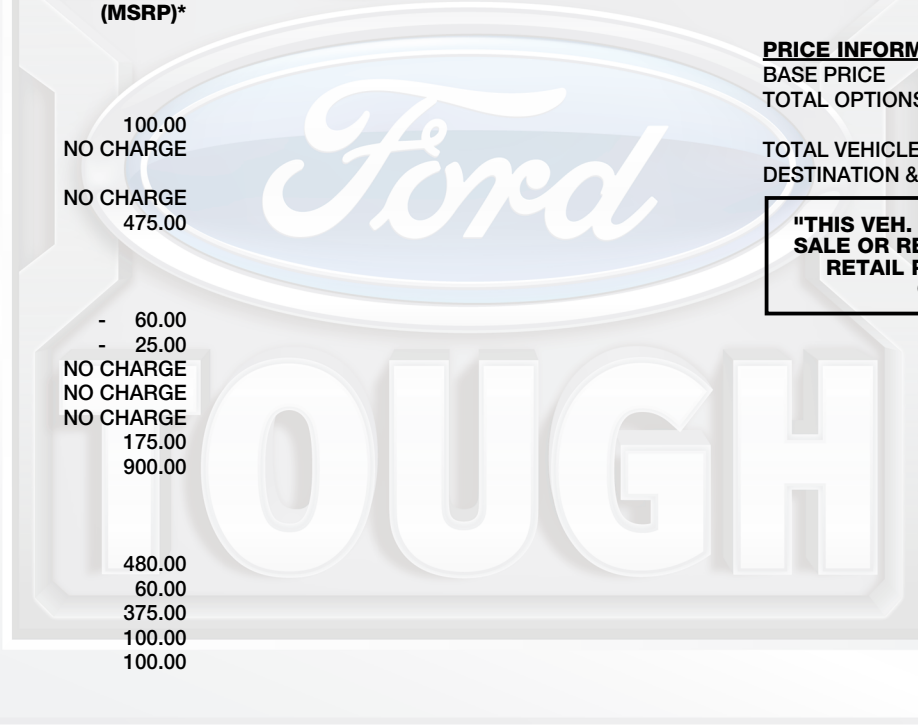 (MSRP)*
100.00
NO CHARGE
NO CHARGE
475.00
- 60.00
- 25.00
NO CHARGE
NO CHARGE
NO CHARGE
175.00
900.00
480.00
60.00
375.00
100.00
100.00
PRICE INFORM
BASE PRICE
TOTAL OPTIONS
TOTAL VEHICLE
DESTINATION &
"THIS VEH.
SALE OR RE
RETAIL
Ford
TOUGH